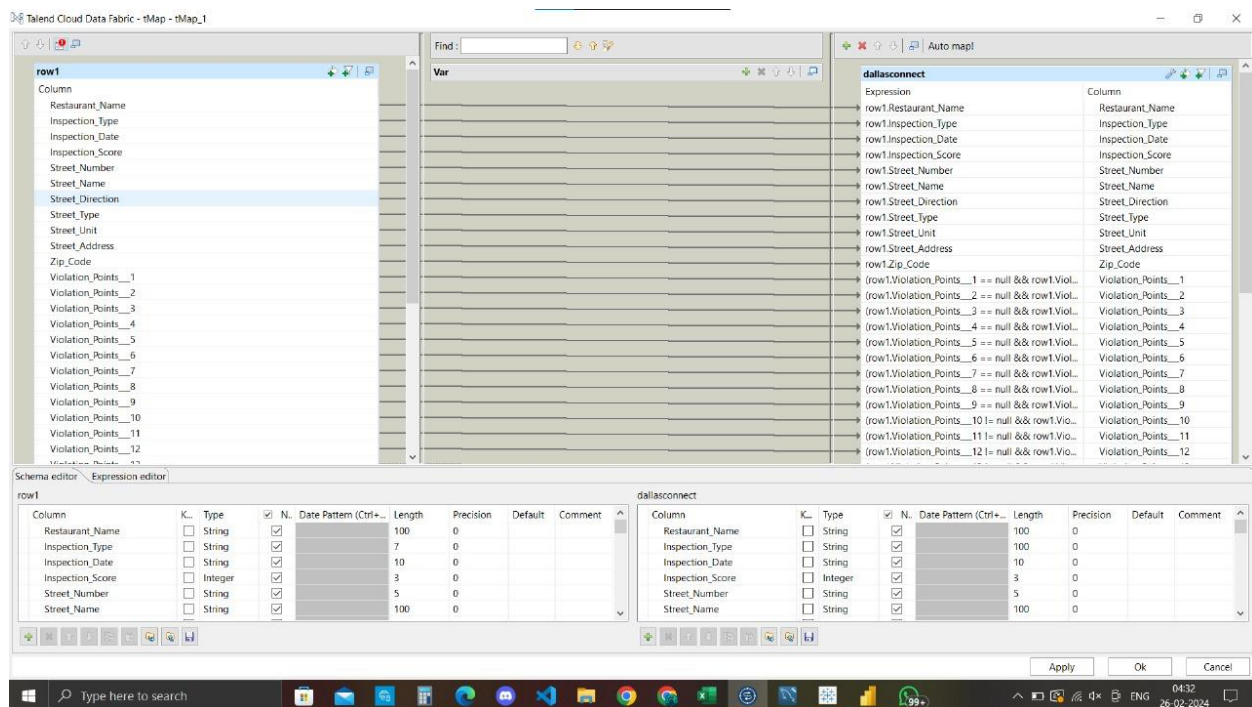 Talend Cloud Data Fabric - tMap - tMap_1
Find :
Auto map!
row1
Column
Restaurant_Name
Inspection_Type
Inspection_Date
Inspection_Score
Street_Number
Street_Name
Street_Direction
Street_Type
Street_Unit
Street_Address
Zip_Code
Violation_Points__1
Violation_Points__2
Violation_Points__3
Violation_Points__4
Violation_Points__5
Violation_Points__6
Violation_Points__7
Violation_Points__8
Violation_Points__9
Violation_Points__10
Violation_Points__11
Violation_Points__12
Var
dallasconnect
Expression Column
row1.Restaurant_Name Restaurant_Name
row1.Inspection_Type Inspection_Type
row1.Inspection_Date Inspection_Date
row1.Inspection_Score Inspection_Score
row1.Street_Number Street_Number
row1.Street_Name Street_Name
row1.Street_Direction Street_Direction
row1.Street_Type Street_Type
row1.Street_Unit Street_Unit
row1.Street_Address Street_Address
row1.Zip_Code Zip_Code
(row1.Violation_Points__1 == null && row1.Viol... Violation_Points__1
(row1.Violation_Points__2 == null && row1.Viol... Violation_Points__2
(row1.Violation_Points__3 == null && row1.Viol... Violation_Points__3
(row1.Violation_Points__4 == null && row1.Viol... Violation_Points__4
(row1.Violation_Points__5 == null && row1.Viol... Violation_Points__5
(row1.Violation_Points__6 == null && row1.Viol... Violation_Points__6
(row1.Violation_Points__7 == null && row1.Viol... Violation_Points__7
(row1.Violation_Points__8 == null && row1.Viol... Violation_Points__8
(row1.Violation_Points__9 == null && row1.Viol... Violation_Points__9
(row1.Violation_Points__10 != null && row1.Vio... Violation_Points__10
(row1.Violation_Points__11 != null && row1.Vio... Violation_Points__11
(row1.Violation_Points__12 != null && row1.Vio... Violation_Points__12
Schema editor Expression editor
row1
Column K... Type N.. Date Pattern (Ctrl+... Length Precision Default Comment
Restaurant_Name String 100 0
Inspection_Type String 7 0
Inspection_Date String 10 0
Inspection_Score Integer 3 0
Street_Number String 5 0
Street_Name String 100 0
dallasconnect
Column K... Type N.. Date Pattern (Ctrl+... Length Precision Default Comment
Restaurant_Name String 100 0
Inspection_Type String 100 0
Inspection_Date String 10 0
Inspection_Score Integer 3 0
Street_Number String 5 0
Street_Name String 100 0
Apply Ok Cancel
Type here to search
99+
ENG
04:32
26-02-2024